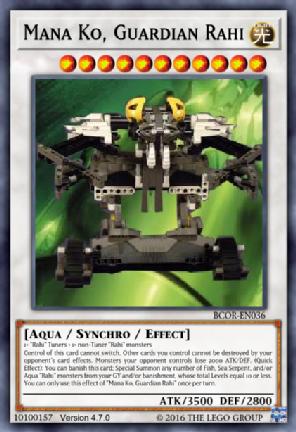 Mana Ko, Guardian Rahi
光
BCOR-EN036
[Aqua / Synchro / Effect]
1+ "Rahi" Tuners + 1+ non-Tuner "Rahi" monsters
Control of this card cannot switch. Other cards you control cannot be destroyed by your
opponent's card effects. Monsters your opponent controls lose 2000 ATK/DEF. (Quick
Effect): You can banish this card; Special Summon any number of Fish, Sea Serpent, and/or
Aqua "Rahi" monsters from your GY and/or banishment, whose total Levels equal 10 or less.
You can only use this effect of "Mana Ko, Guardian Rahi" once per turn.
ATK/3500 DEF/2800
10100157 Version 4.7.0 ©2016 THE LEGO GROUP